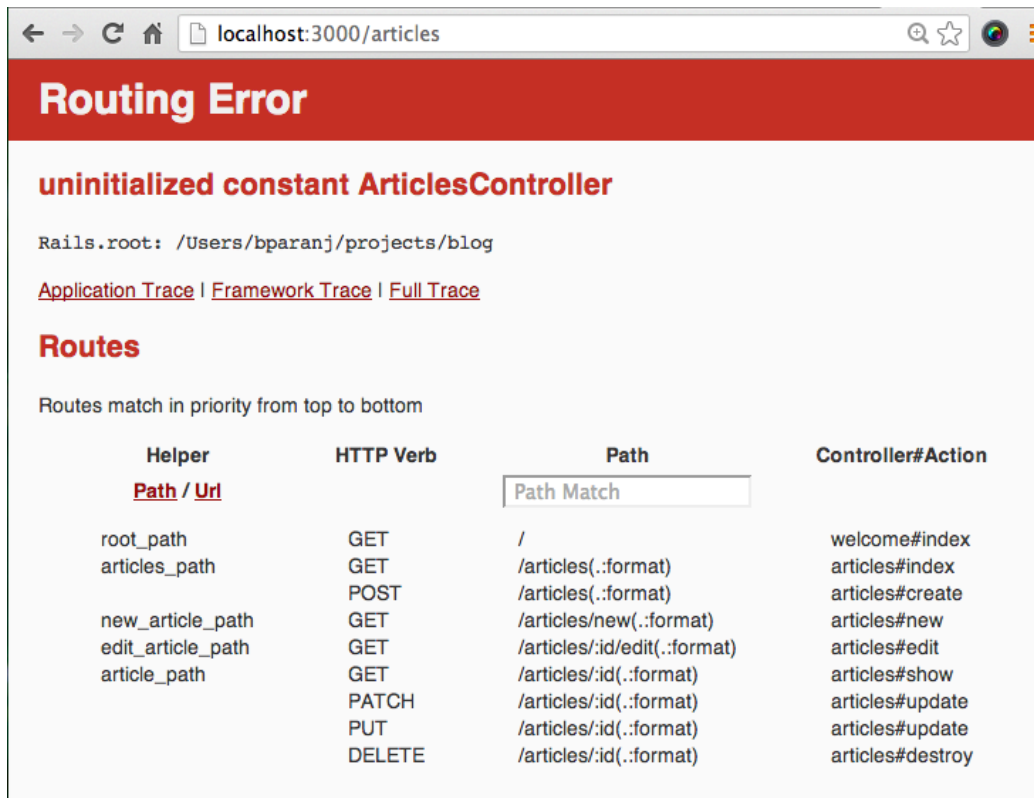 localhost:3000/articles
Routing Error
uninitialized constant ArticlesController
Rails.root: /Users/bparanj/projects/blog
Application Trace | Framework Trace | Full Trace
Routes
Routes match in priority from top to bottom
Helper HTTP Verb Path Controller#Action
Path / Url Path Match
root_path GET / welcome#index
articles_path GET /articles(.:format) articles#index
POST /articles(.:format) articles#create
new_article_path GET /articles/new(.:format) articles#new
edit_article_path GET /articles/:id/edit(.:format) articles#edit
article_path GET /articles/:id(.:format) articles#show
PATCH /articles/:id(.:format) articles#update
PUT /articles/:id(.:format) articles#update
DELETE /articles/:id(.:format) articles#destroy